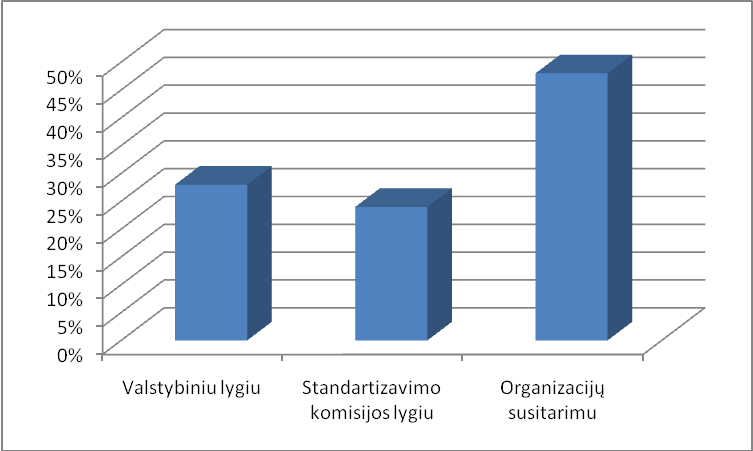 50%
45%
40%
35%
30%
25%
20%
15%
10%
5%
0%
Valstybiniu lygiu
Standartizavimo
komisijos lygiu
Organizacijų
susitarimu